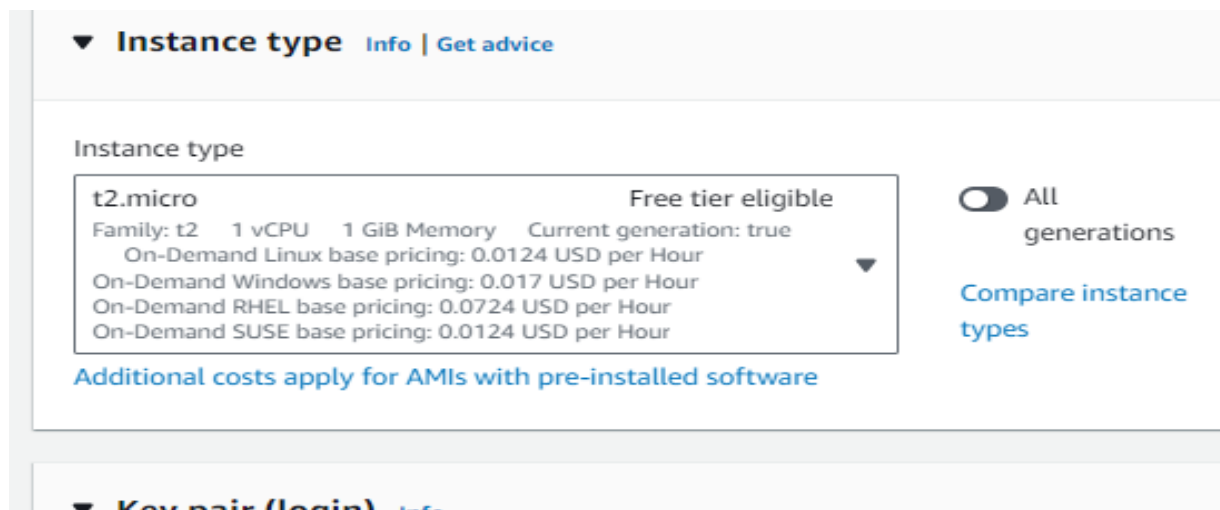 Instance type Info | Get advice
Instance type
t2.micro Free tier eligible
Family: t2 1 vCPU 1 GiB Memory Current generation: true
On-Demand Linux base pricing: 0.0124 USD per Hour
On-Demand Windows base pricing: 0.017 USD per Hour
On-Demand RHEL base pricing: 0.0724 USD per Hour
On-Demand SUSE base pricing: 0.0124 USD per Hour
All
generations
Compare instance
types
Additional costs apply for AMIs with pre-installed software
Key pair (login) Info